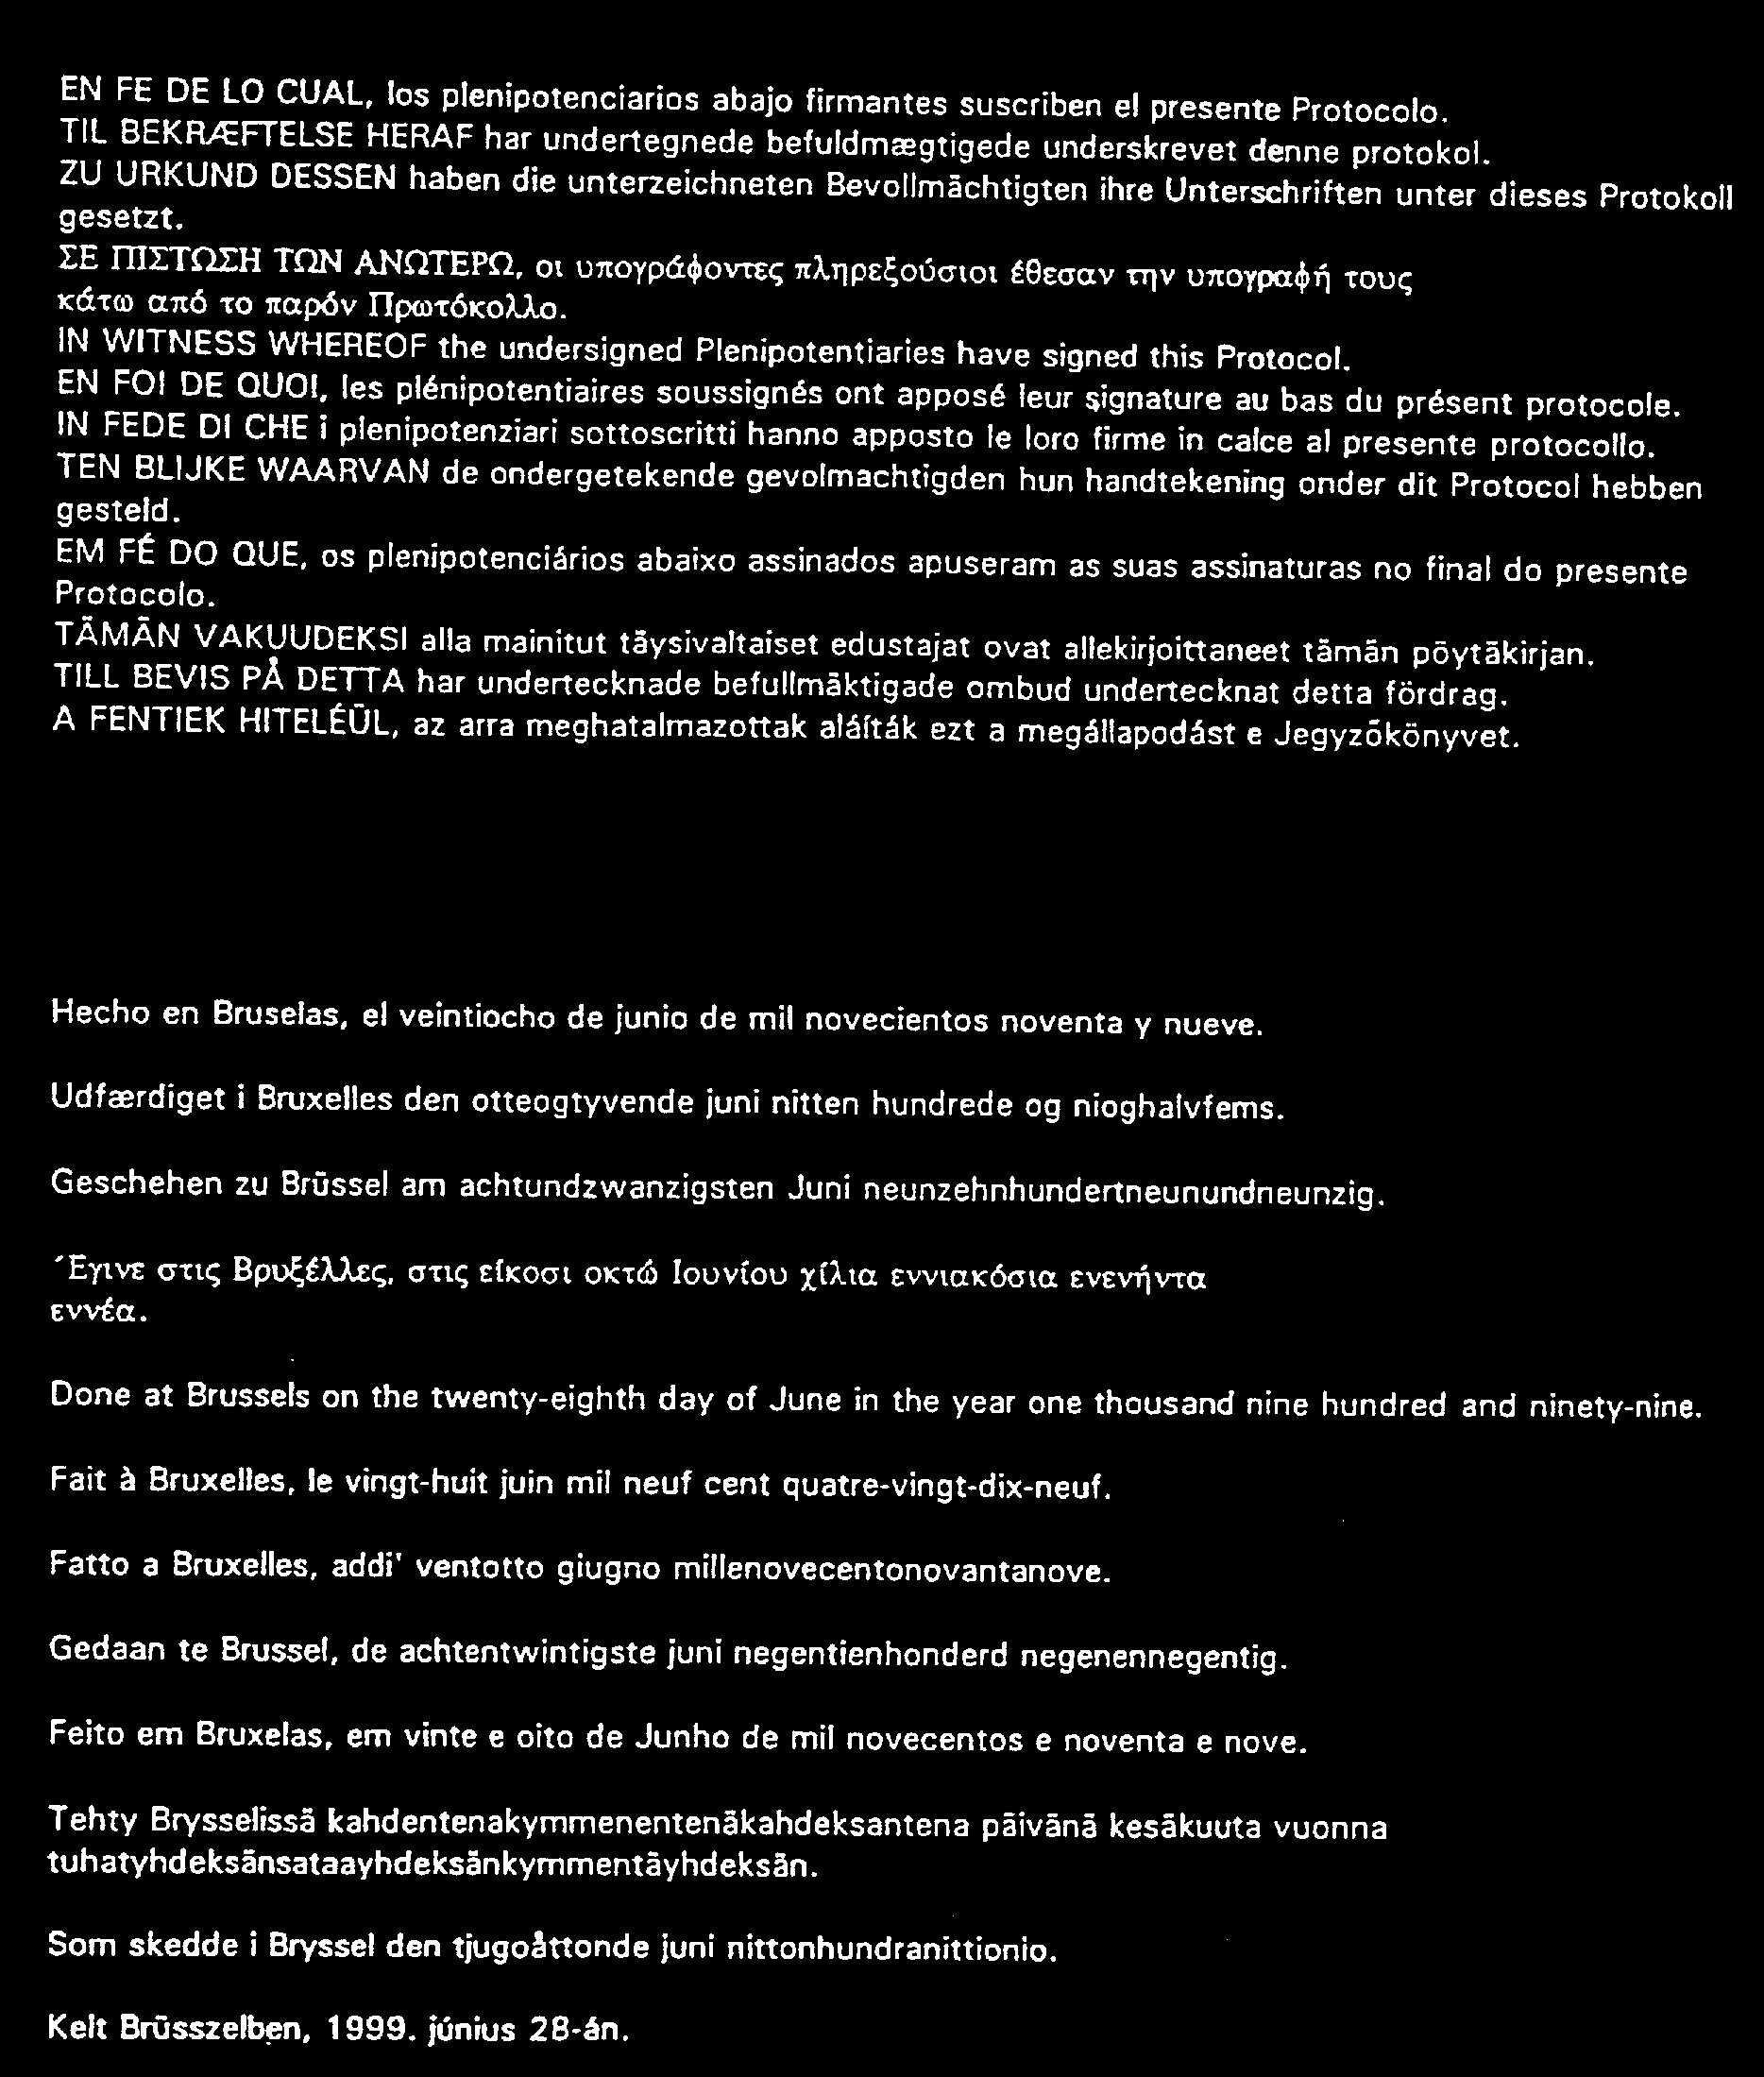 EN FE DE LO CUAL, los plenipotenciarios abajo firmantes suscriben el presente Protocolo.
TIL BEKRÆFTELSE HERAF har undertegnede befuldmægtigede underskrevet denne protokol.
ZU URKUND DESSEN haben die unterzeichneten Bevollmächtigten ihre Unterschriften unter dieses Protokoll
gesetzt.
ΣΕ ΠΙΣΤΩΣΗ ΤΩΝ ΑΝΩΤΕΡΩ, οι υπογράφοντες πληρεξούσιοι έθεσαν την υπογραφή τους
κάτω από το παρόν Πρωτόκολλο.
IN WITNESS WHEREOF the undersigned Plenipotentiaries have signed this Protocol.
EN FOI DE QUOI, les plénipotentiaires soussignés ont apposé leur signature au bas du présent protocole.
IN FEDE DI CHE i plenipotenziari sottoscritti hanno apposto le loro firme in calce al presente protocollo.
TEN BLIJKE WAARVAN de ondergetekende gevolmachtigden hun handtekening onder dit Protocol hebben
gesteld.
EM FÉ DO QUE, os plenipotenciários abaixo assinados apuseram as suas assinaturas no final do presente
Protocolo.
TÄMÄN VAKUUDEKSI alla mainitut täysivaltaiset edustajat ovat allekirjoittaneet tämän pöytäkirjan.
TILL BEVIS PÅ DETTA har undertecknade befullmäktigade ombud undertecknat detta fördrag.
A FENTIEK HITELÉÜL, az arra meghatalmazottak aláírták ezt a megállapodást e Jegyzőkönyvet.
Hecho en Bruselas, el veintiocho de junio de mil novecientos noventa y nueve.
Udfærdiget i Bruxelles den otteogtyvende juni nitten hundrede og nioghalvfems.
Geschehen zu Brüssel am achtundzwanzigsten Juni neunzehnhundertneunundneunzig.
Έγινε στις Βρυξέλλες, στις είκοσι οκτώ Ιουνίου χίλια εννιακόσια ενενήντα
εννέα.
Done at Brussels on the twenty-eighth day of June in the year one thousand nine hundred and ninety-nine.
Fait à Bruxelles, le vingt-huit juin mil neuf cent quatre-vingt-dix-neuf.
Fatto a Bruxelles, addi' ventotto giugno millenovecentonovantanove.
Gedaan te Brussel, de achtentwintigste juni negentienhonderd negenennegentig.
Feito em Bruxelas, em vinte e oito de Junho de mil novecentos e noventa e nove.
Tehty Brysselissä kahdentenakymmenentenäkahdeksantena päivänä kesäkuuta vuonna
tuhatyhdeksänsataayhdeksänkymmentäyhdeksän.
Som skedde i Bryssel den tjugoåttonde juni nittonhundranittionio.
Kelt Brüsszelben, 1999. június 28-án.